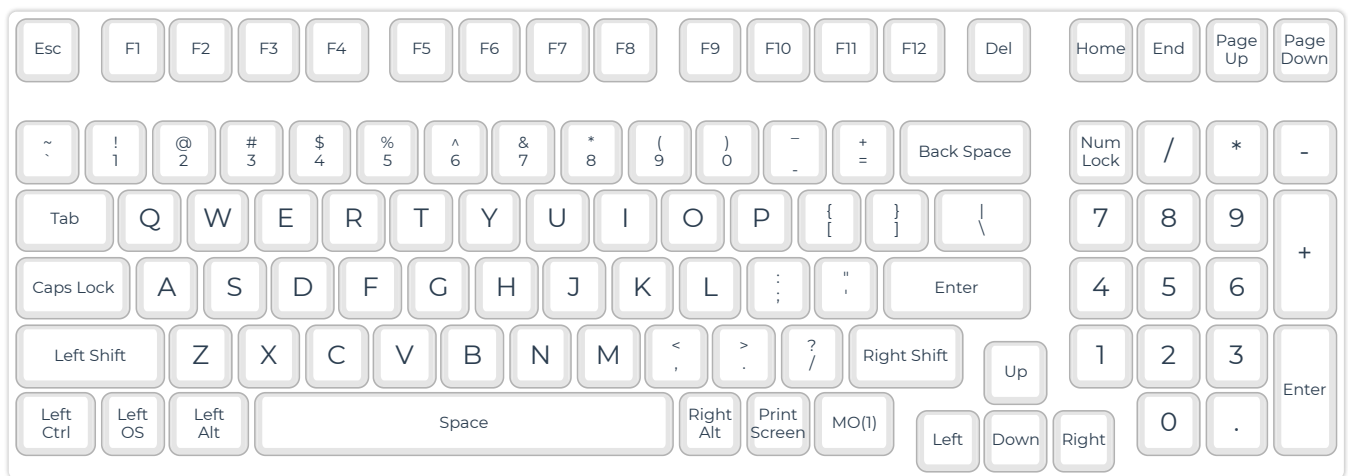 Esc F1 F2 F3 F4 F5 F6 F7 F8 F9 F10 F11 F12 Del Home End Page Up Page Down
~ ` ! 1 @ 2 # 3 $ 4 % 5 ^ 6 & 7 * 8 ( 9 ) 0 _ - + = Back Space Num Lock / * -
Tab Q W E R T Y U I O P { [ } ] | \ 7 8 9 +
Caps Lock A S D F G H J K L : ; " ' Enter 4 5 6
Left Shift Z X C V B N M < , > . ? / Right Shift Up 1 2 3 Enter
Left Ctrl Left OS Left Alt Space Right Alt Print Screen MO(1) Left Down Right 0 .